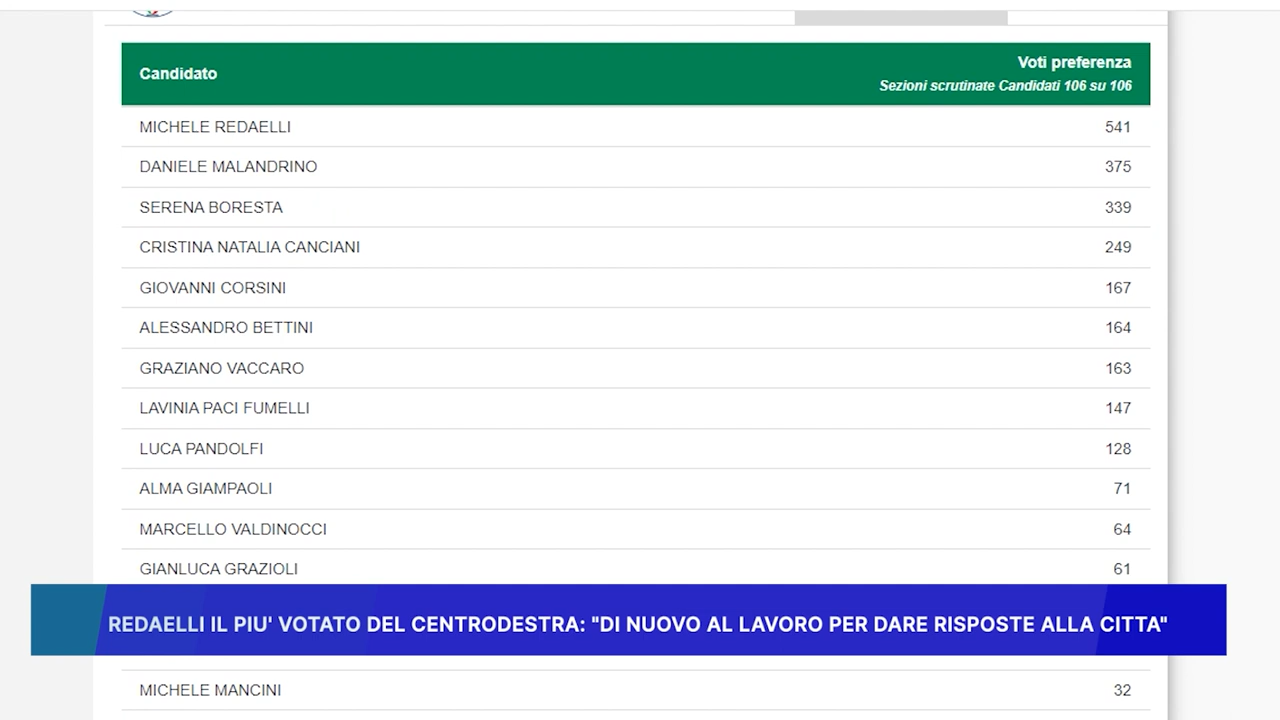 Candidato
Voti preferenza
Sezioni scrutinate Candidati 106 su 106
MICHELE REDAELLI 541
DANIELE MALANDRINO 375
SERENA BORESTA 339
CRISTINA NATALIA CANCIANI 249
GIOVANNI CORSINI 167
ALESSANDRO BETTINI 164
GRAZIANO VACCARO 163
LAVINIA PACI FUMELLI 147
LUCA PANDOLFI 128
ALMA GIAMPAOLI 71
MARCELLO VALDINOCCI 64
GIANLUCA GRAZIOLI 61
REDAELLI IL PIU' VOTATO DEL CENTRODESTRA: "DI NUOVO AL LAVORO PER DARE RISPOSTE ALLA CITTA"
MICHELE MANCINI 32